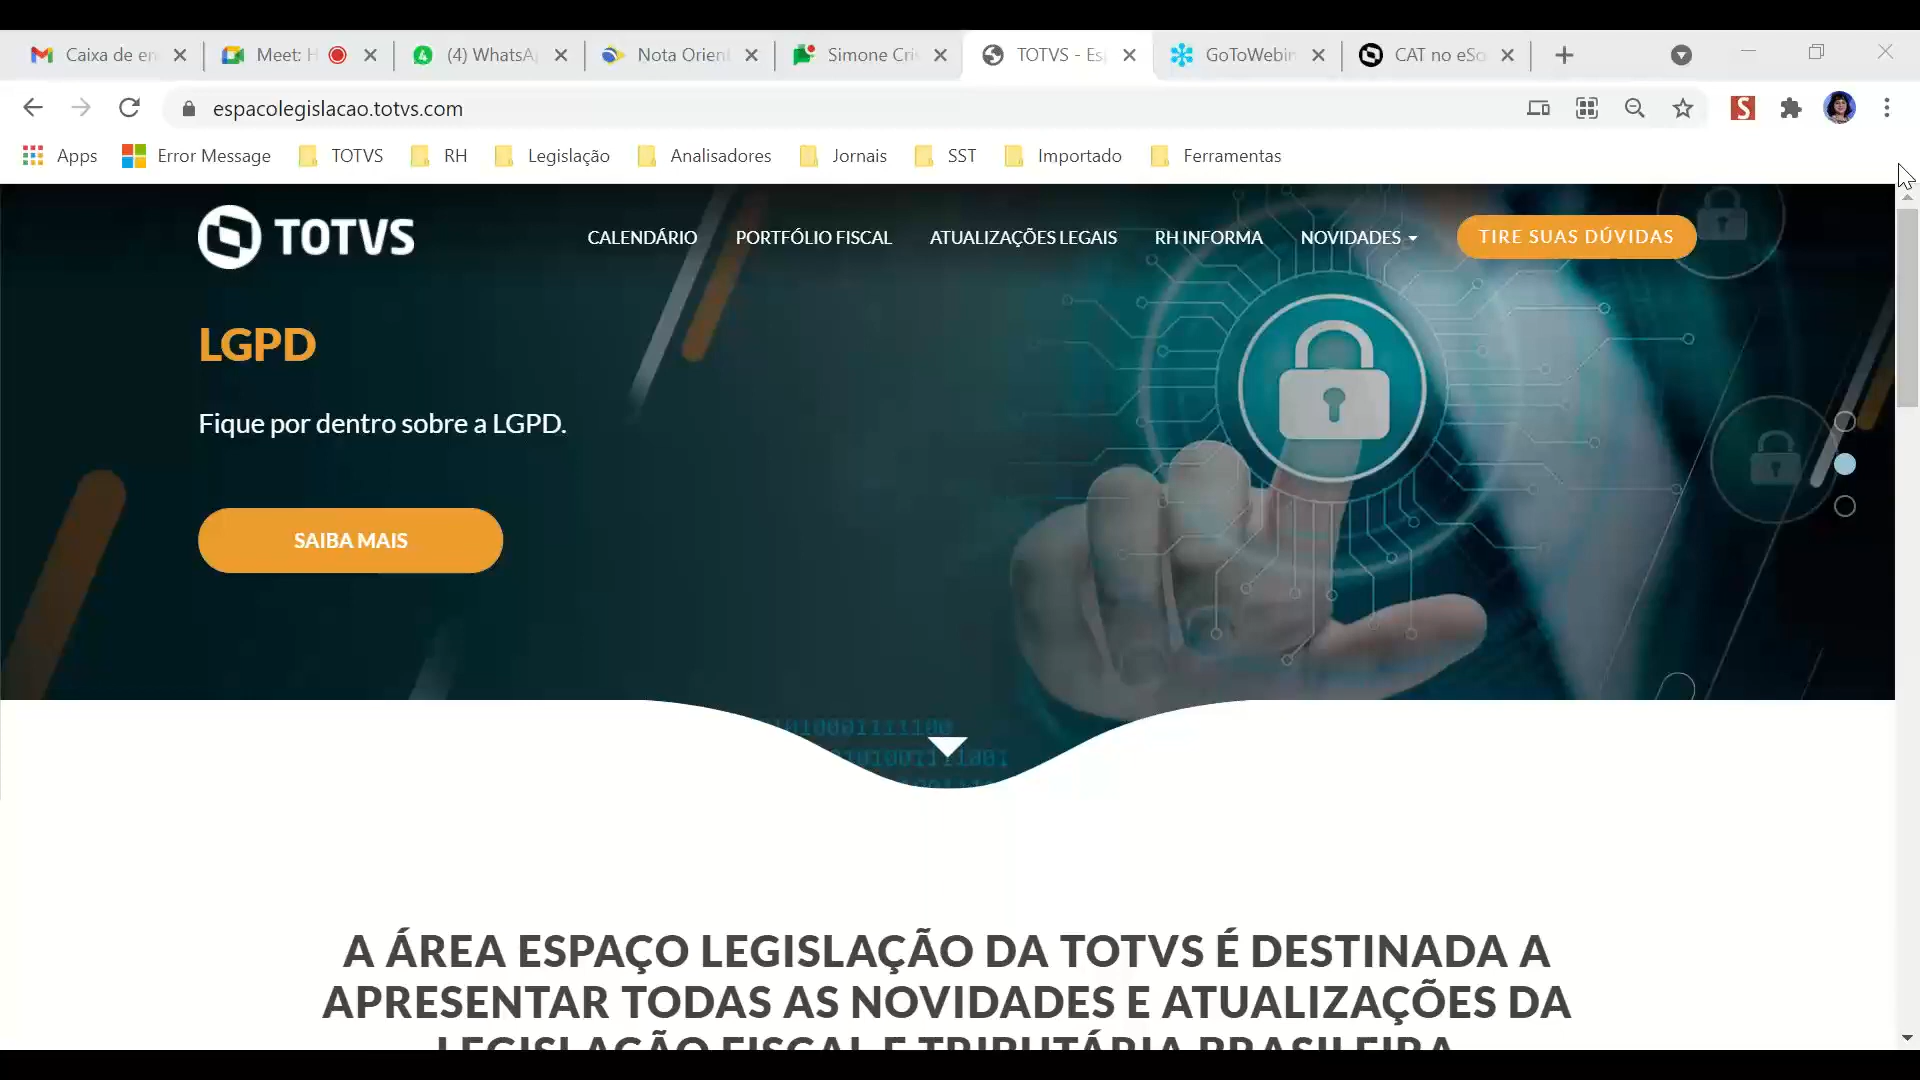 Caixa de en
Meet: H
(4) WhatsA
Nota Orien
Simone Cri
TOTVS - Es
GoToWebin
CAT no eSo
espacolegislacao.totvs.com
Apps
Error Message
TOTVS
RH
Legislação
Analisadores
Jornais
SST
Importado
Ferramentas
TOTVS
CALENDÁRIO
PORTFÓLIO FISCAL
ATUALIZAÇÕES LEGAIS
RH INFORMA
NOVIDADES
TIRE SUAS DÚVIDAS
LGPD
Fique por dentro sobre a LGPD.
SAIBA MAIS
A ÁREA ESPAÇO LEGISLAÇÃO DA TOTVS É DESTINADA A
APRESENTAR TODAS AS NOVIDADES E ATUALIZAÇÕES DA
LEGISLAÇÃO FISCAL E TRIBUTÁRIA BRASILEIRA